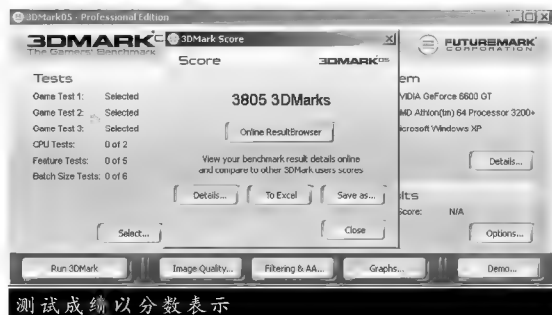 3DMark05 - Professional Edition
3DMARK
The Gamers' Benchmark
FUTUREMARK
CORPORATION
3DMark Score
Score
3DMARK05
3805 3DMarks
Online ResultBrowser
View your benchmark result details online
and compare to other 3DMark users scores
Details...
To Excel
Save as...
Close
Tests
Game Test 1: Selected
Game Test 2: Selected
Game Test 3: Selected
CPU Tests: 0 of 2
Feature Tests: 0 of 5
Batch Size Tests: 0 of 6
Select...
em
VIDIA GeForce 6600 GT
MD Athlon(tm) 64 Processor 3200+
icrosoft Windows XP
Details...
lts
Score: N/A
Options...
Run 3DMark
Image Quality...
Filtering & AA...
Graphs...
Demo...
测试成绩以分数表示